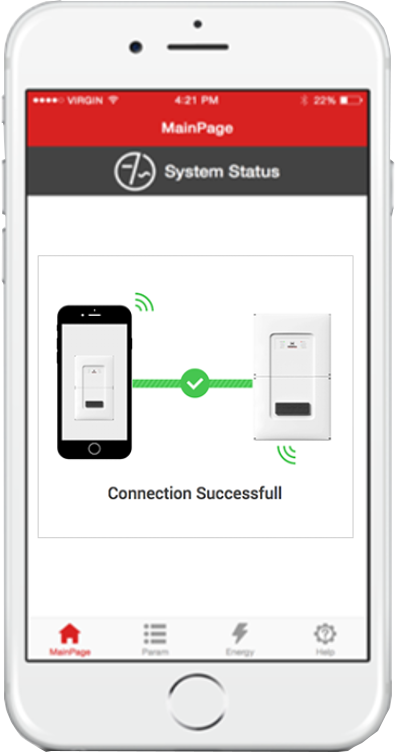 ●●●●○ VIRGIN 4:21 PM 22%
MainPage
System Status
Connection Successfull
MainPage Param Energy Help